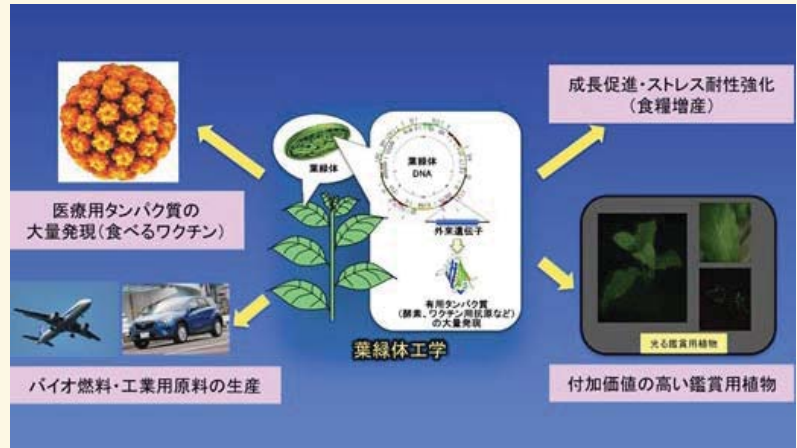 医療用タンパク質の
大量発現(食べるワクチン)
バイオ燃料・工業用原料の生産
葉緑体
葉緑体
DNA
外来遺伝子
有用タンパク質
(酵素、ワクチン用抗原など)
の大量発現
葉緑体工学
成長促進・ストレス耐性強化
(食糧増産)
光る鑑賞用植物
付加価値の高い鑑賞用植物